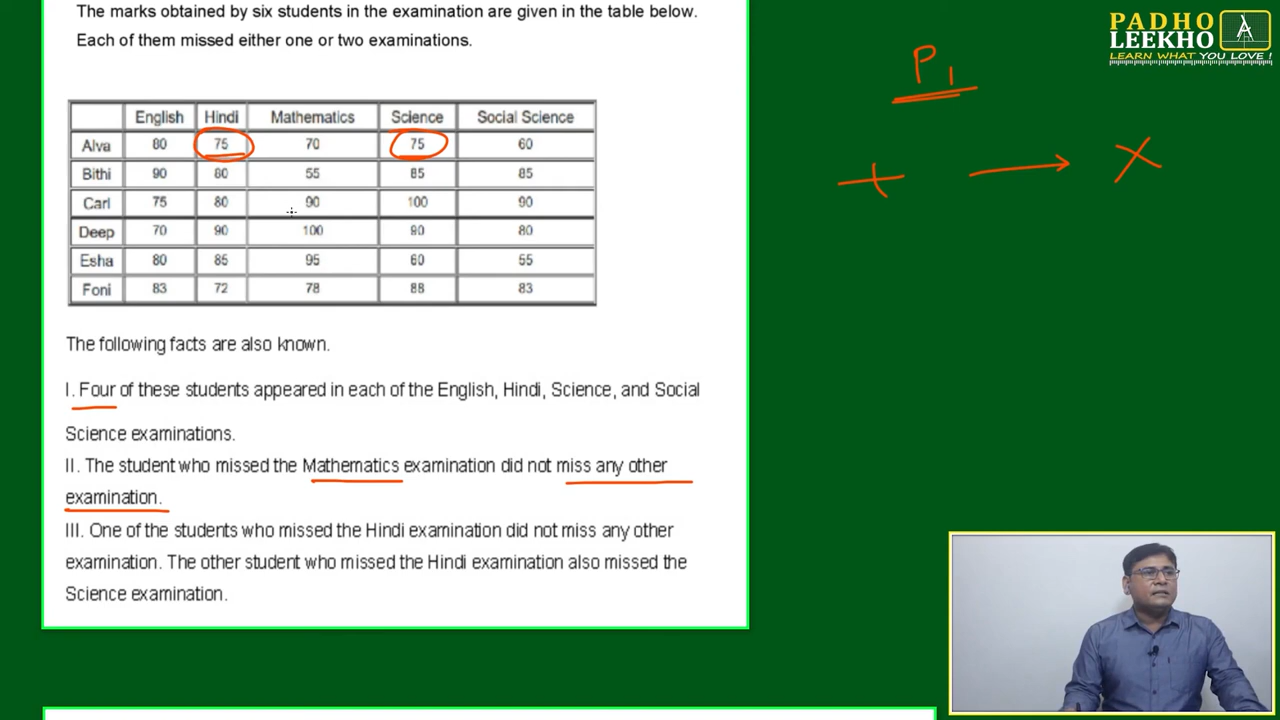 The marks obtained by six students in the examination are given in the table below.
Each of them missed either one or two examinations.
English Hindi Mathematics Science Social Science
Alva 80 75 70 75 60
Bithi 90 80 55 85 85
Carl 75 80 90 100 90
Deep 70 90 100 90 80
Esha 80 85 95 60 55
Foni 83 72 78 88 83
The following facts are also known.
I. Four of these students appeared in each of the English, Hindi, Science, and Social
Science examinations.
II. The student who missed the Mathematics examination did not miss any other
examination.
III. One of the students who missed the Hindi examination did not miss any other
examination. The other student who missed the Hindi examination also missed the
Science examination.
P1
+ → X
PADHO
LEEKHO
LEARN WHAT YOU LOVE !